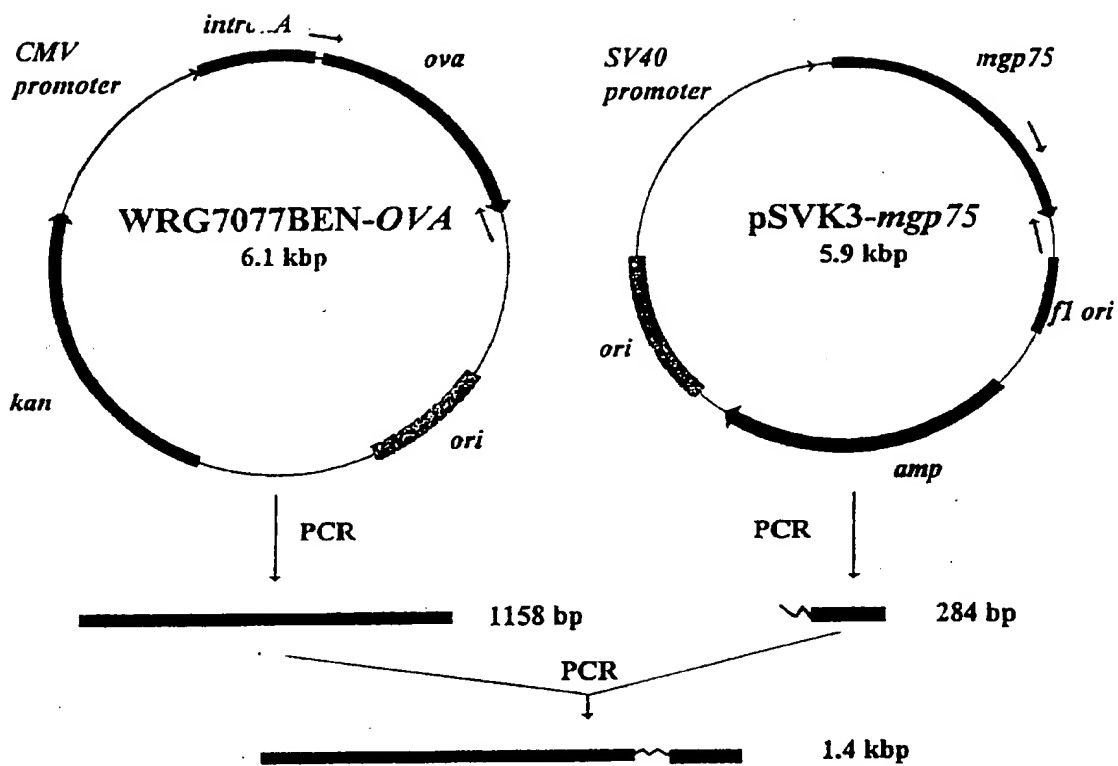 CMV
promoter
ova
WRG7077BEN-OVA
6.1 kbp
kan
ori
SV40
promoter
mgp75
pSVK3-mgp75
5.9 kbp
f1 ori
ori
amp
PCR
PCR
1158 bp
284 bp
PCR
1.4 kbp